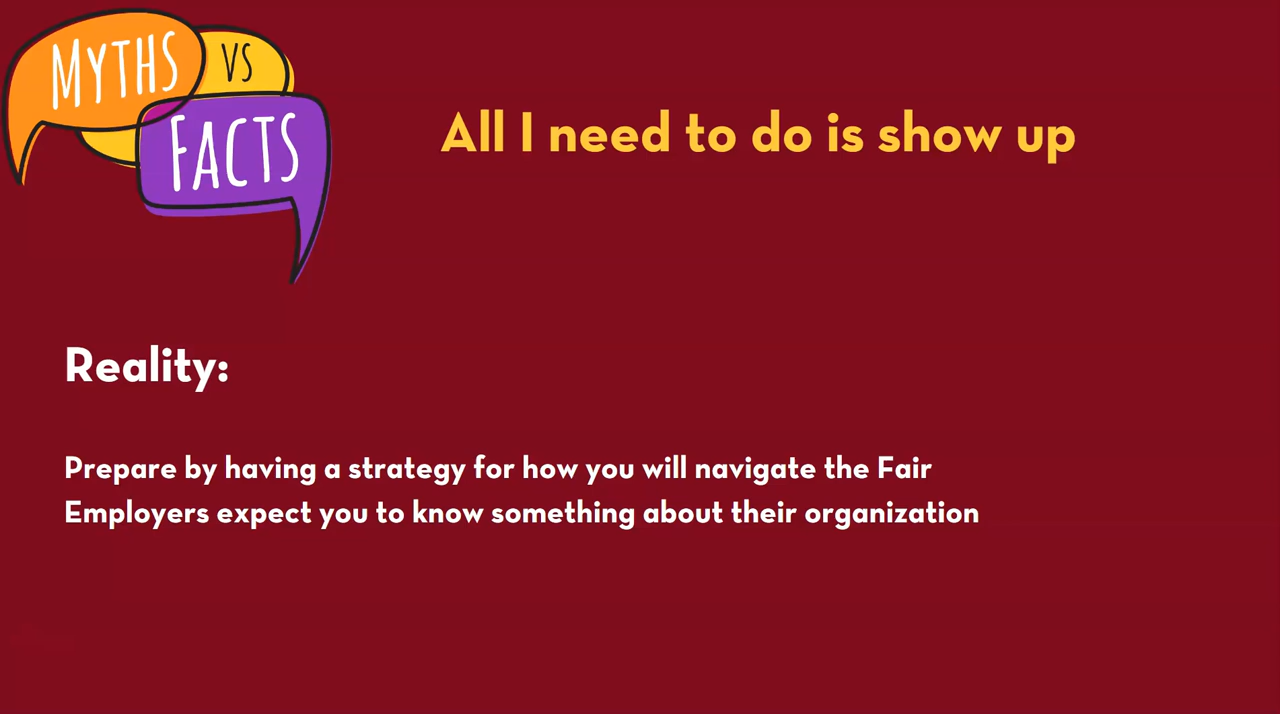 MYTHS
VS
FACTS
All I need to do is show up
Reality:
Prepare by having a strategy for how you will navigate the Fair
Employers expect you to know something about their organization